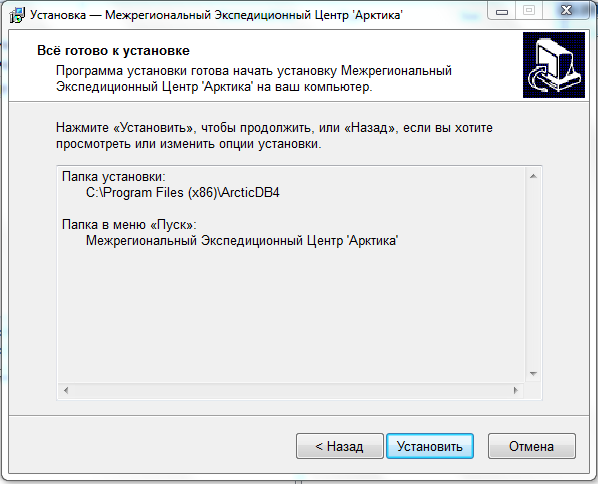 Установка — Межрегиональный Экспедиционный Центр 'Арктика'
Всё готово к установке
Программа установки готова начать установку Межрегиональный
Экспедиционный Центр 'Арктика' на ваш компьютер.
Нажмите «Установить», чтобы продолжить, или «Назад», если вы хотите
просмотреть или изменить опции установки.
Папка установки:
C:\Program Files (x86)\ArcticDB4
Папка в меню «Пуск»:
Межрегиональный Экспедиционный Центр 'Арктика'
< Назад
Установить
Отмена